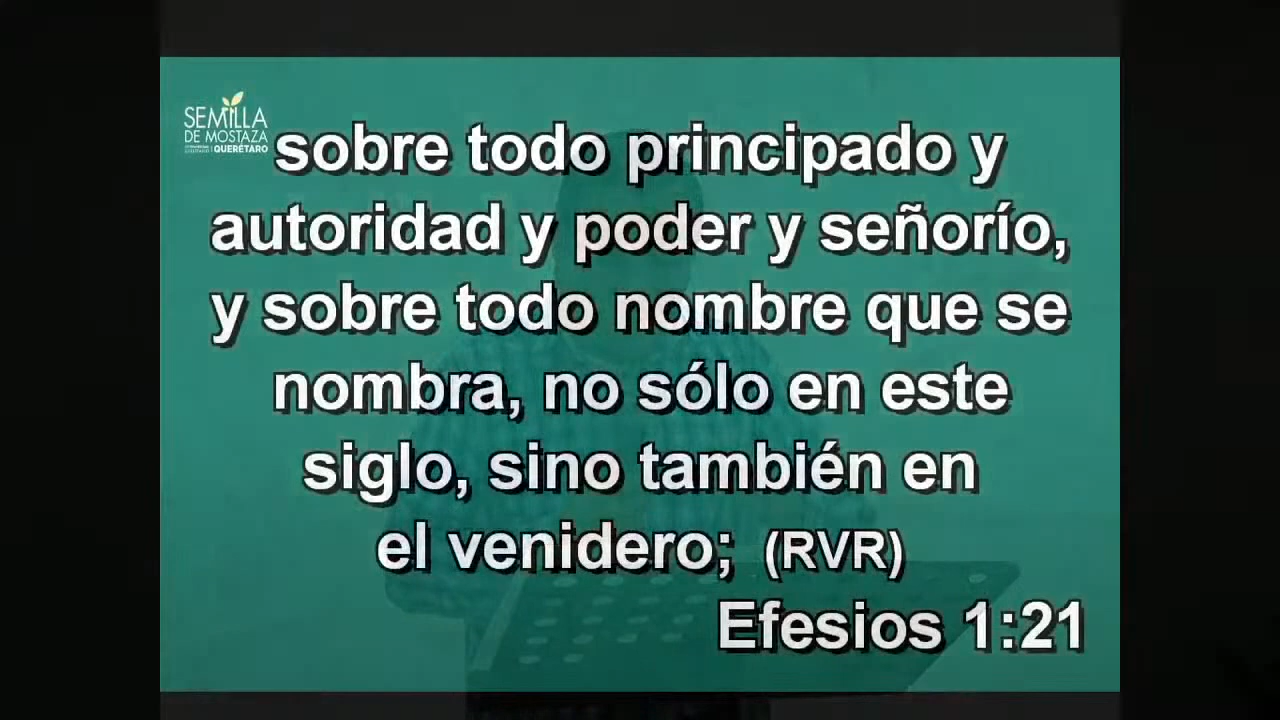 SEMILLA
DE MOSTAZA
QUERÉTARO
sobre todo principado y
autoridad y poder y señorío,
y sobre todo nombre que se
nombra, no sólo en este
siglo, sino también en
el venidero; (RVR)
Efesios 1:21